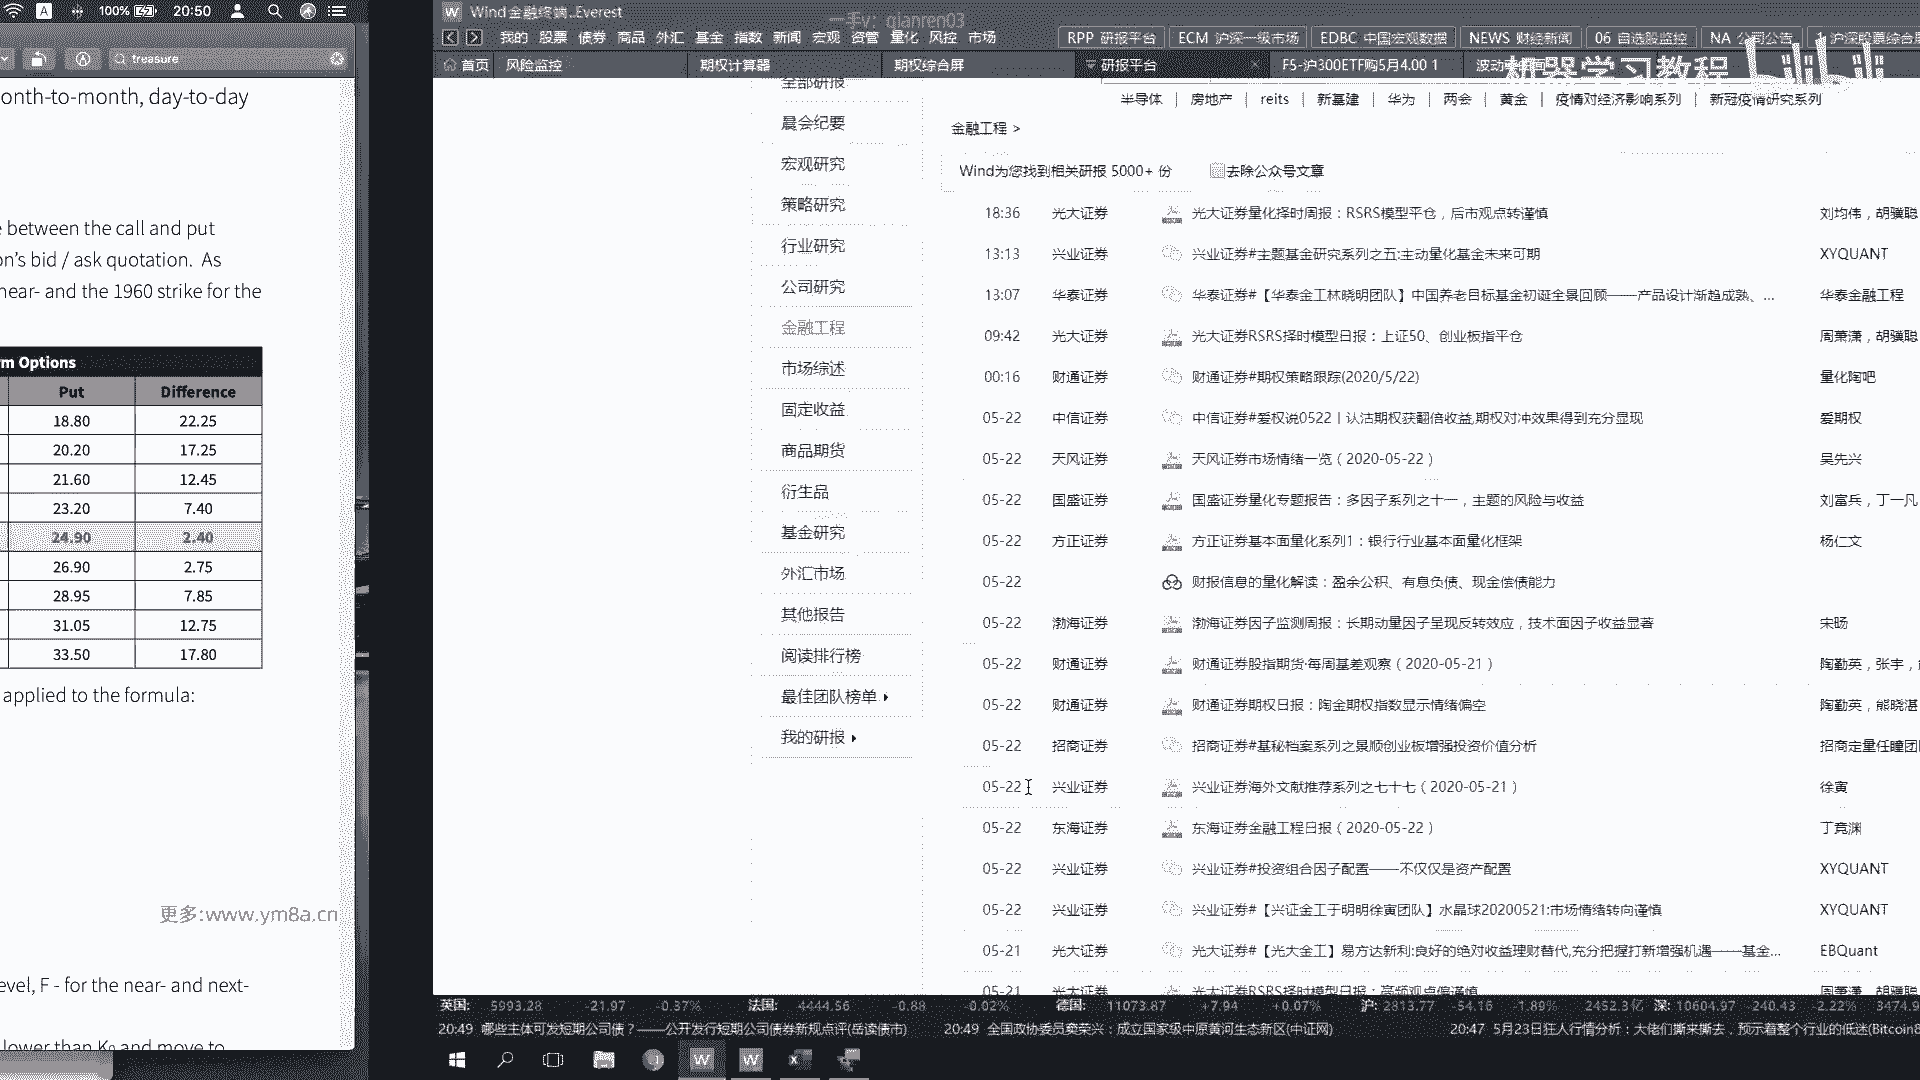 100% 20:50
treasure
onth-to-month, day-to-day
e between the call and put
on's bid / ask quotation. As
near- and the 1960 strike for the
m Options
Put Difference
18.80 22.25
20.20 17.25
21.60 12.45
23.20 7.40
24.90 2.40
26.90 2.75
28.95 7.85
31.05 12.75
33.50 17.80
applied to the formula:
更多:www.ym8a.cn
evel, F - for the near- and next-
lower than K₀ and move to
Wind金融终端..Everest
一手v：qianren03
我的 股票 债券 商品 外汇 基金 指数 新闻 宏观 资管 量化 风控 市场
RPP 研报平台 ECM 沪深一级市场 EDBC 中国宏观数据 NEWS 财经新闻 06 自选股监控 NA 公司公告 1 沪深股票综合
首页 风险监控 期权计算器 期权综合屏 研报平台 F5-沪300ETF购5月4.00 1
机器学习教程 bilibili
半导体 | 房地产 | reits | 新基建 | 华为 | 两会 | 黄金 | 疫情对经济影响系列 | 新冠疫情研究系列
全部研报
晨会纪要
宏观研究
策略研究
行业研究
公司研究
金融工程
市场综述
固定收益
商品期货
衍生品
基金研究
外汇市场
其他报告
阅读排行榜
最佳团队榜单
我的研报
金融工程 >
Wind为您找到相关研报 5000+ 份 去除公众号文章
18:36 光大证券 光大证券量化择时周报：RSRS模型平仓，后市观点转谨慎 刘均伟，胡骥聪
13:13 兴业证券 兴业证券#主题基金研究系列之五:主动量化基金未来可期 XYQUANT
13:07 华泰证券 华泰证券#【华泰金工林晓明团队】中国养老目标基金初诞全景回顾——产品设计渐趋成熟、... 华泰金融工程
09:42 光大证券 光大证券RSRS择时模型日报：上证50、创业板指平仓 周萧潇，胡骥聪
00:16 财通证券 财通证券#期权策略跟踪(2020/5/22) 量化陶吧
05-22 中信证券 中信证券#爱权说0522丨认沽期权获翻倍收益,期权对冲效果得到充分显现 爱期权
05-22 天风证券 天风证券市场情绪一览（2020-05-22） 吴先兴
05-22 国盛证券 国盛证券量化专题报告：多因子系列之十一，主题的风险与收益 刘富兵，丁一凡
05-22 方正证券 方正证券基本面量化系列1：银行行业基本面量化框架 杨仁文
05-22 财报信息的量化解读：盈余公积、有息负债、现金偿债能力
05-22 渤海证券 渤海证券因子监测周报：长期动量因子呈现反转效应，技术面因子收益显著 宋旸
05-22 财通证券 财通证券股指期货·每周基差观察（2020-05-21） 陶勤英，张宇，
05-22 财通证券 财通证券期权日报：陶金期权指数显示情绪偏空 陶勤英，熊晓湛
05-22 招商证券 招商证券#基秘档案系列之景顺创业板增强投资价值分析 招商定量任瞳团
05-22 兴业证券 兴业证券海外文献推荐系列之七十七（2020-05-21） 徐寅
05-22 东海证券 东海证券金融工程日报（2020-05-22） 丁竞渊
05-22 兴业证券 兴业证券#投资组合因子配置——不仅仅是资产配置 XYQUANT
05-22 兴业证券 兴业证券#【兴证金工于明明徐寅团队】水晶球20200521:市场情绪转向谨慎 XYQUANT
05-21 光大证券 光大证券#【光大金工】易方达新利:良好的绝对收益理财替代,充分把握打新增强机遇——基金... EBQuant
05-21 光大证券 光大证券RSRS择时模型日报：高频观点偏谨慎 周萧潇，胡骥聪
英国: 5993.28 -21.97 -0.37% 法国: 4444.56 -0.88 -0.02% 德国: 11073.87 +7.94 +0.07% 沪: 2813.77 -54.16 -1.89% 2452.3亿 深: 10604.97 -240.43 -2.22% 3474.9
20:49 哪些主体可发短期公司债？——公开发行短期公司债券新规点评(岳读债市) 20:49 全国政协委员窦荣兴：成立国家级中原黄河生态新区(中证网) 20:47 5月23日狂人行情分析：大佬们撕来撕去，预示着整个行业的低迷(Bitcoin8